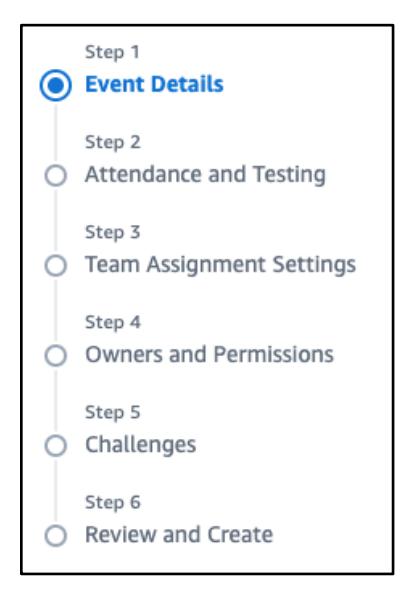 Step 1
Event Details
Step 2
Attendance and Testing
Step 3
Team Assignment Settings
Step 4
Owners and Permissions
Step 5
Challenges
Step 6
Review and Create